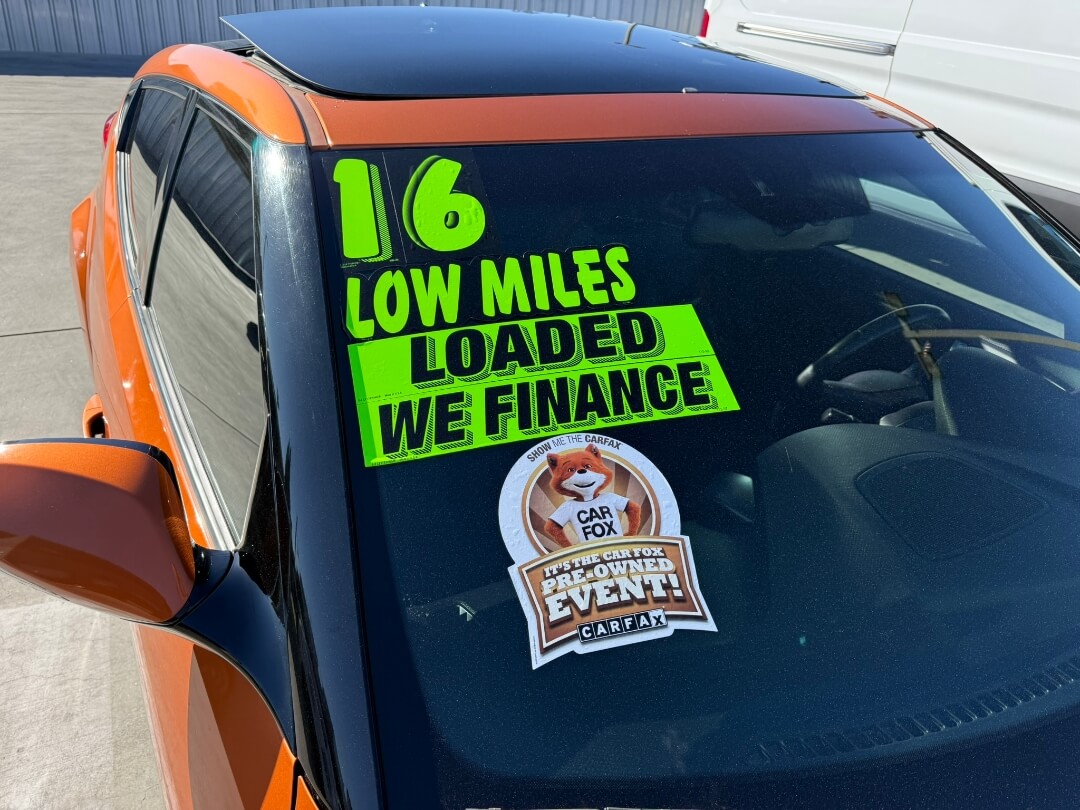 16
LOW MILES
LOADED
WE FINANCE
SHOW ME THE CARFAX
CAR
FOX
IT'S THE CAR FOX
PRE-OWNED
EVENT!
CARFAX